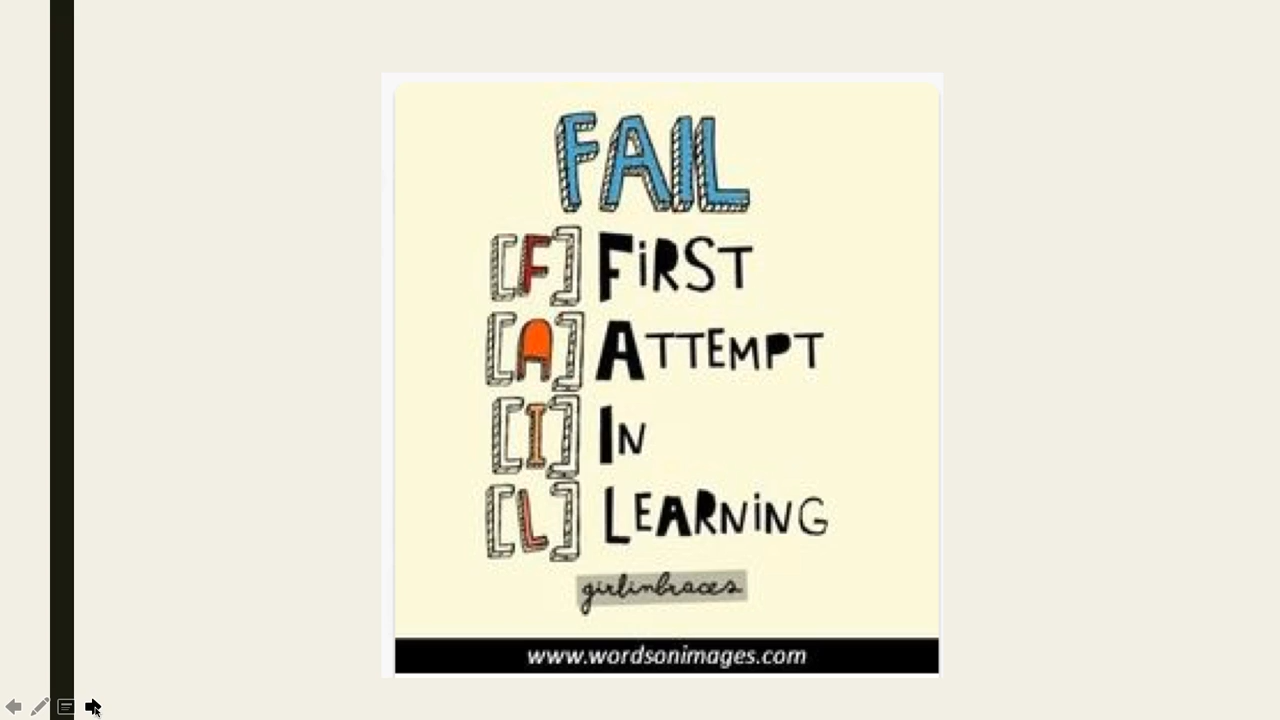 FAIL
[F] FiRST
[A] ATTEMPT
[I] IN
[L] LEARNiNG
girlinbraces
www.wordsonimages.com